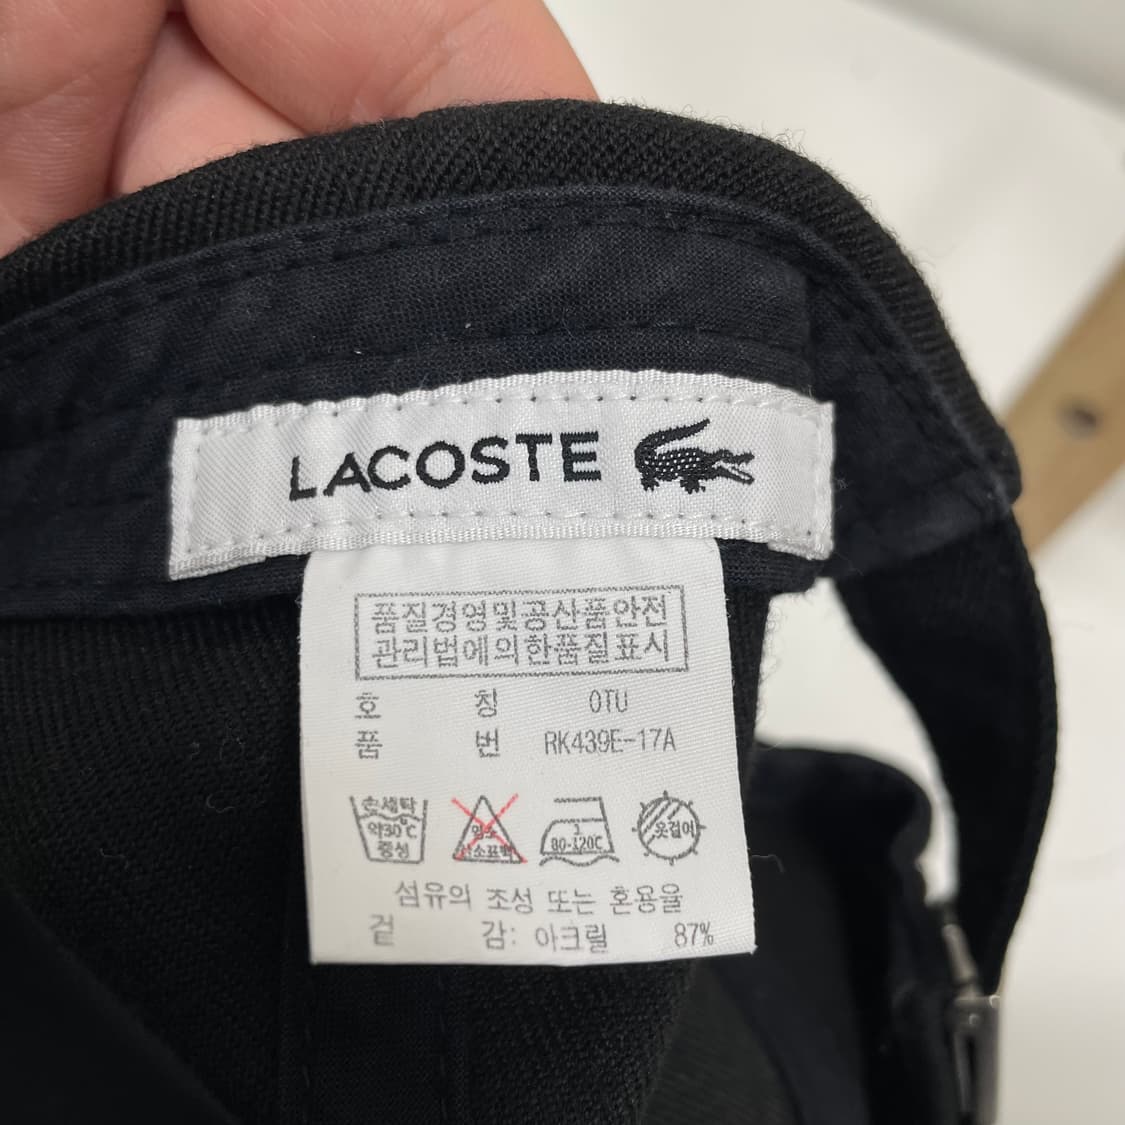 LACOSTE
품질경영및공산품안전
관리법에의한품질표시
호 칭 OTU
품 번 RK439E-17A
손세탁
약30℃
중성
염소
산소표백
1
80-120C
옷걸이
섬유의 조성 또는 혼용율
겉 감: 아크릴 87%